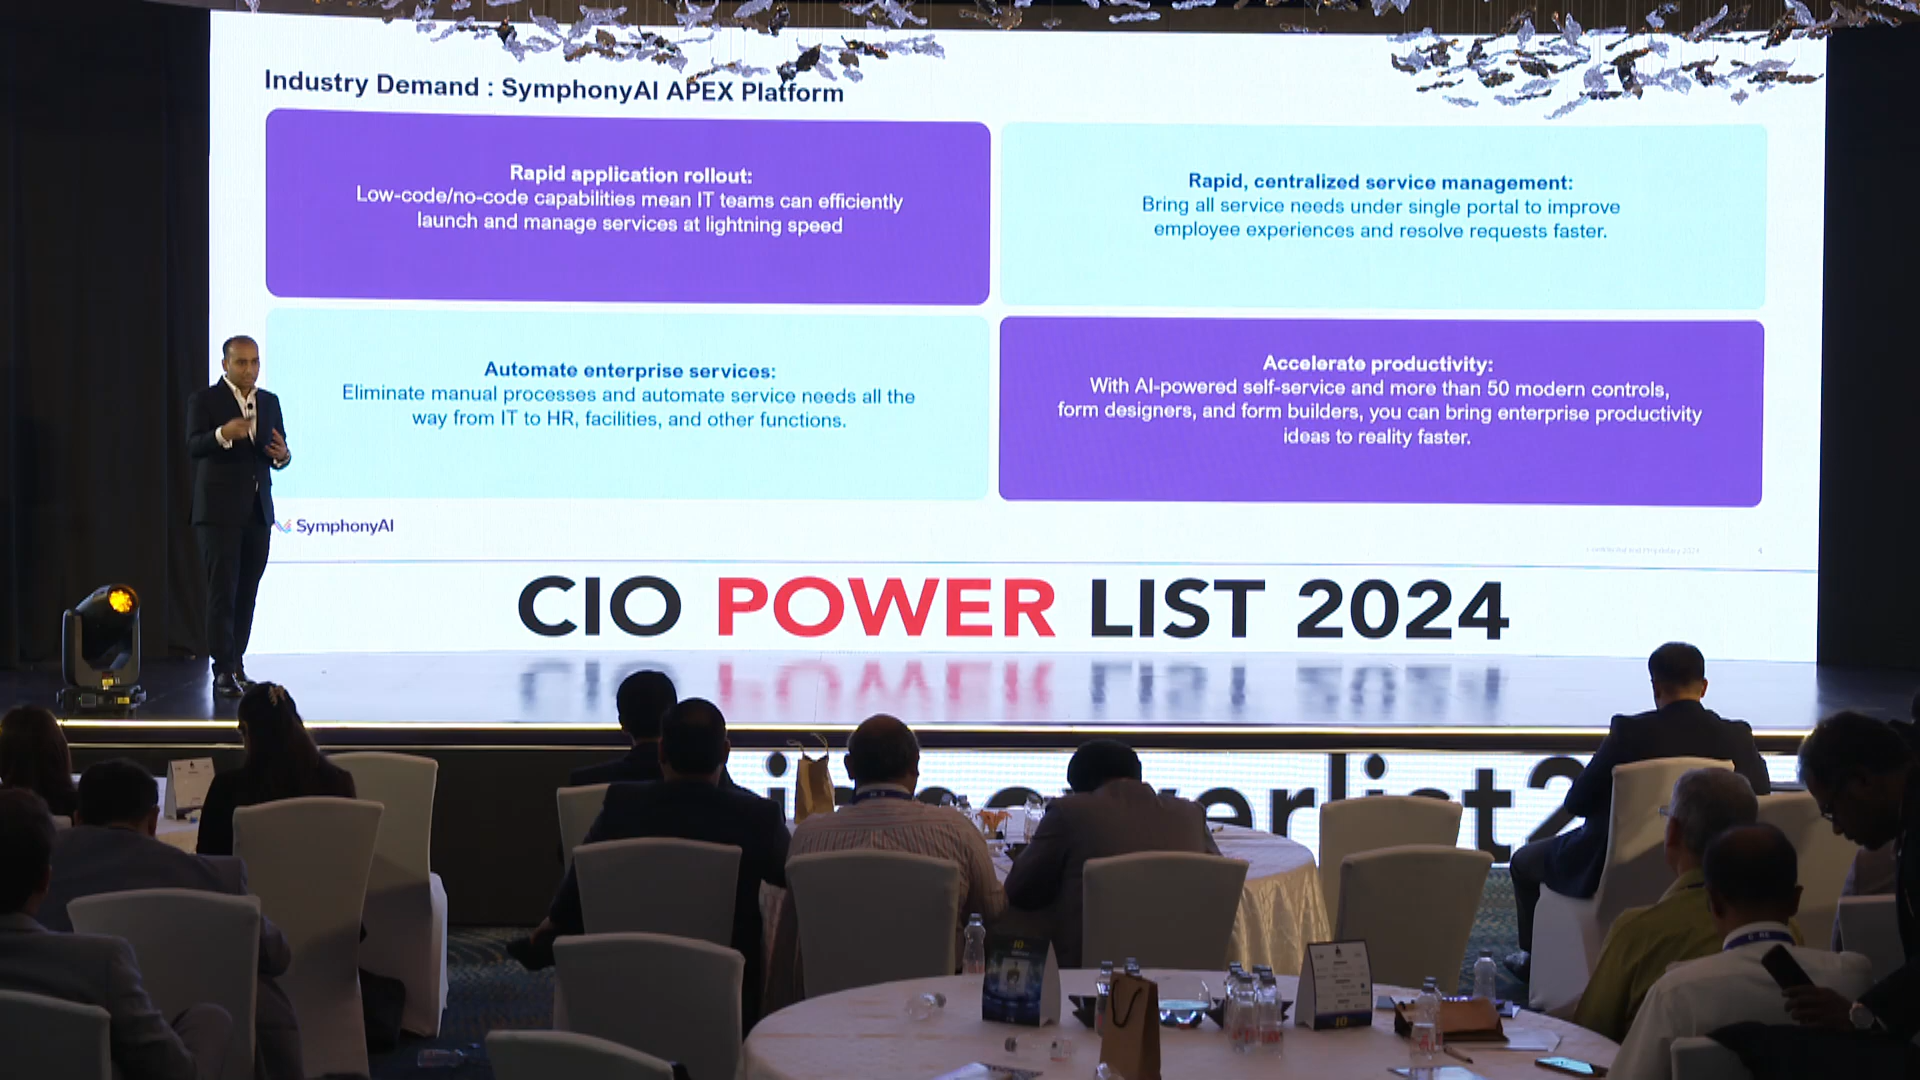 Industry Demand : SymphonyAI APEX Platform
Rapid application rollout:
Low-code/no-code capabilities mean IT teams can efficiently
launch and manage services at lightning speed
Rapid, centralized service management:
Bring all service needs under single portal to improve
employee experiences and resolve requests faster.
Automate enterprise services:
Eliminate manual processes and automate service needs all the
way from IT to HR, facilities, and other functions.
Accelerate productivity:
With AI-powered self-service and more than 50 modern controls,
form designers, and form builders, you can bring enterprise productivity
ideas to reality faster.
SymphonyAI
4
CIO POWER LIST 2024